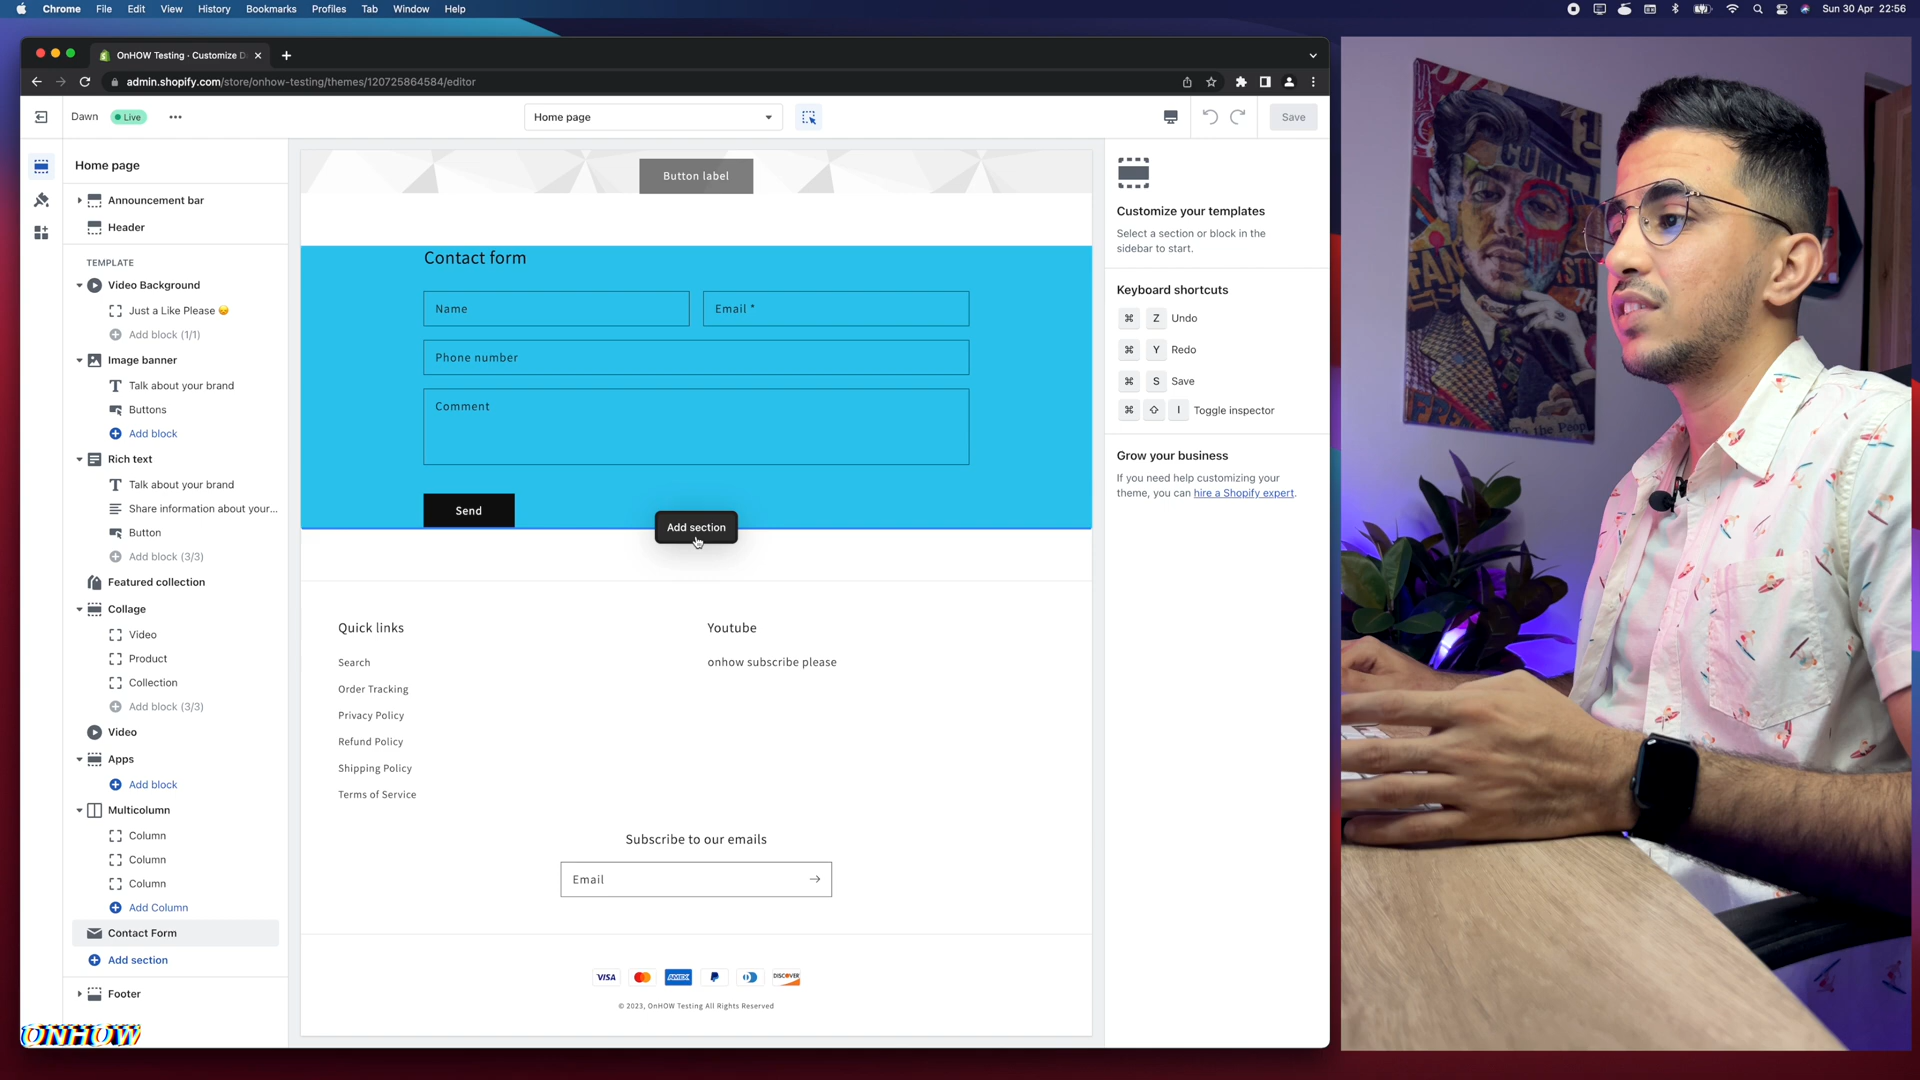 Chrome File Edit View History Bookmarks Profiles Tab Window Help
Sun 30 Apr 22:56
OnHOW Testing · Customize D
admin.shopify.com/store/onhow-testing/themes/120725864584/editor
Dawn Live
Home page
Save
Home page
Announcement bar
Header
TEMPLATE
Video Background
Just a Like Please 😔
Add block (1/1)
Image banner
Talk about your brand
Buttons
Add block
Rich text
Talk about your brand
Share information about your...
Button
Add block (3/3)
Featured collection
Collage
Video
Product
Collection
Add block (3/3)
Video
Apps
Add block
Multicolumn
Column
Column
Column
Add Column
Contact Form
Add section
Footer
ONHOW
Button label
Contact form
Name
Email *
Phone number
Comment
Send
Add section
Quick links
Search
Order Tracking
Privacy Policy
Refund Policy
Shipping Policy
Terms of Service
Youtube
onhow subscribe please
Subscribe to our emails
Email
VISA
AMEX
DISCOVER
© 2023, OnHOW Testing All Rights Reserved
Customize your templates
Select a section or block in the
sidebar to start.
Keyboard shortcuts
⌘ Z Undo
⌘ Y Redo
⌘ S Save
⌘ ⇧ I Toggle inspector
Grow your business
If you need help customizing your
theme, you can hire a Shopify expert.
to the People